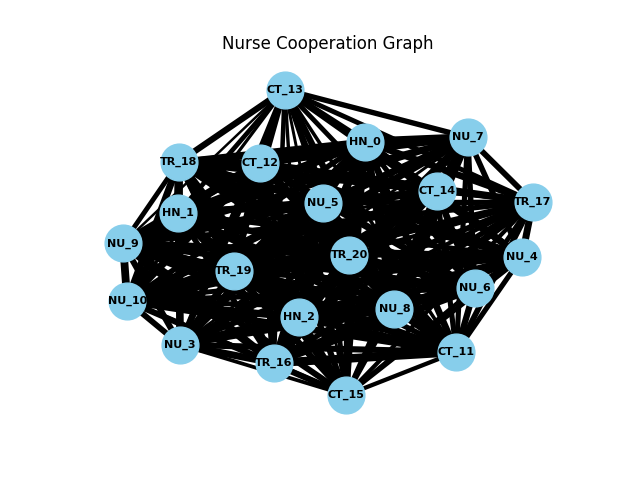 Nurse Cooperation Graph
CT_13
HN_0
NU_7
TR_18
CT_12
CT_14
NU_5
TR_17
HN_1
NU_9
TR_20
NU_4
TR_19
NU_6
NU_10
NU_8
HN_2
NU_3
CT_11
TR_16
CT_15